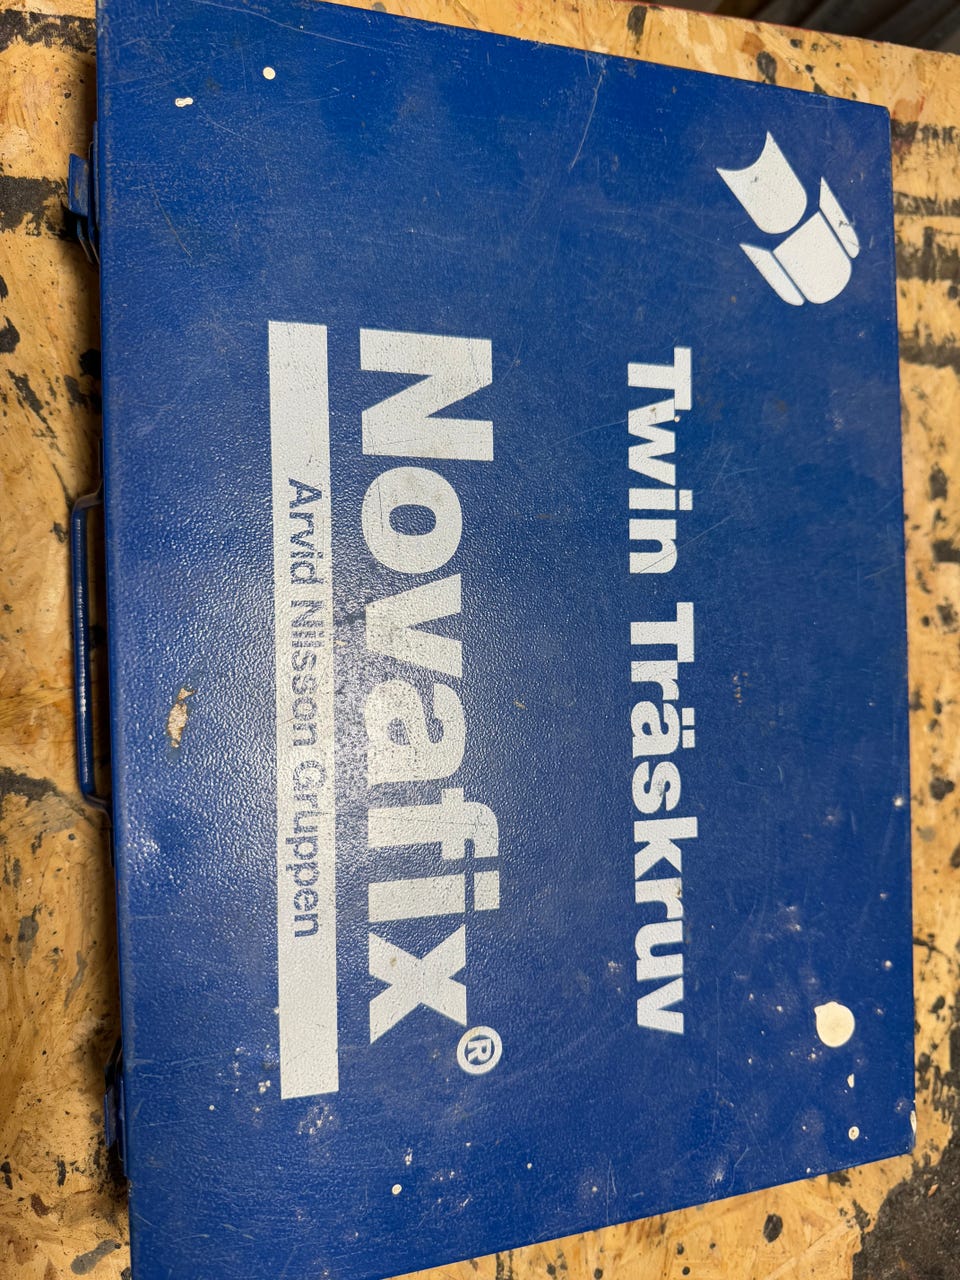 Twin Träskruv
Novafix®
Arvid Nilsson Gruppen